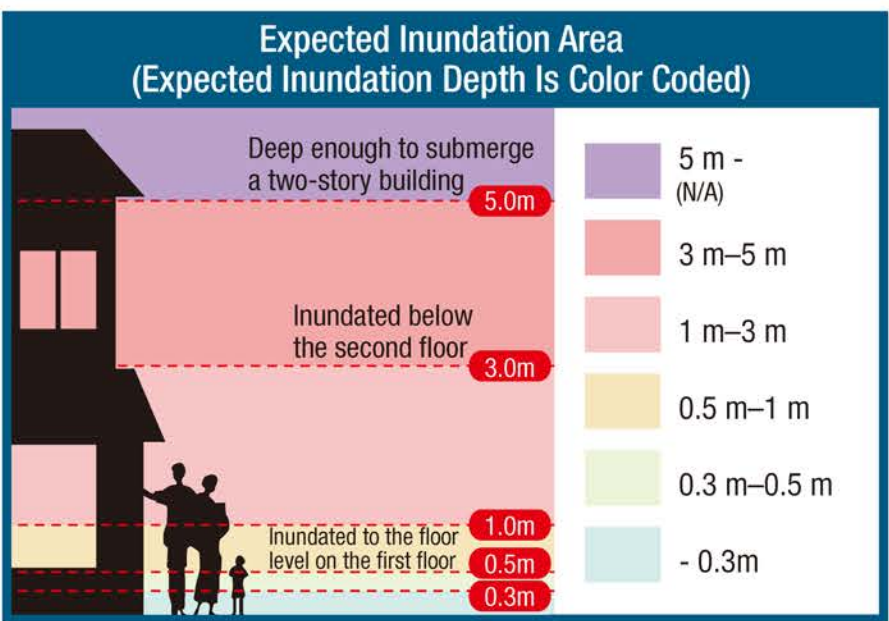 Expected Inundation Area
(Expected Inundation Depth Is Color Coded)
Deep enough to submerge
a two-story building
5.0m
Inundated below
the second floor
3.0m
1.0m
Inundated to the floor
level on the first floor
0.5m
0.3m
5 m -
(N/A)
3 m–5 m
1 m–3 m
0.5 m–1 m
0.3 m–0.5 m
- 0.3m